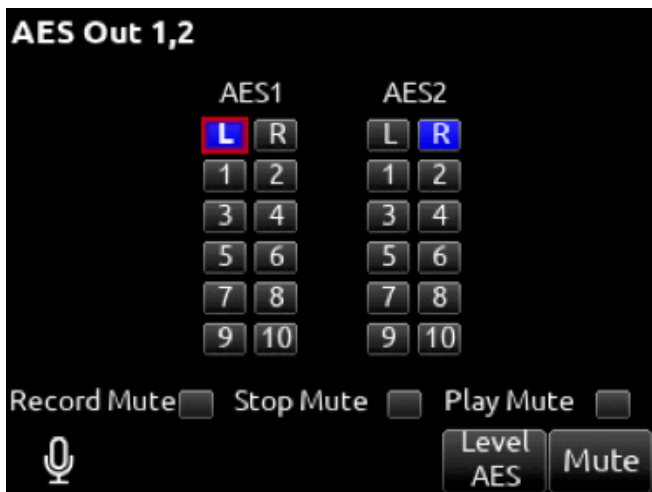 AES Out 1,2
AES1 AES2
L R L R
1 2 1 2
3 4 3 4
5 6 5 6
7 8 7 8
9 10 9 10
Record Mute Stop Mute Play Mute
Level AES Mute